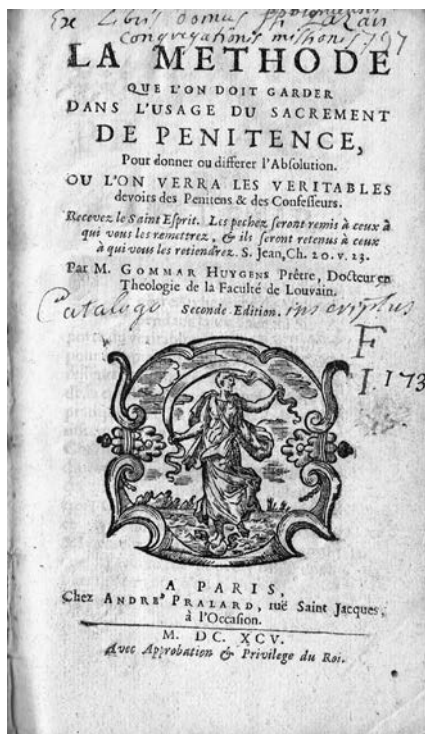 Ex Libris domus
congregationis missionis 797
LA METHODE
QUE L'ON DOIT GARDER
DANS L'USAGE DU SACREMENT
DE PENITENCE,
Pour donner ou differer l'Absolution.
OU L'ON VERRA LES VERITABLES
devoirs des Penitens & des Confesseurs.
Recevez le Saint Esprit. Les pechez seront remis à ceux à
qui vous les remettrez, & ils seront retenus à ceux
à qui vous les retiendrez. S. Jean, Ch. 20. v. 23.
Par M. GOMMAR HUYGENS Prêtre, Docteur en
Theologie de la Faculté de Louvain.
Catalogo Seconde Edition. inscriptus
F
I. 173
A PARIS,
Chez ANDRE' PRALARD, ruë Saint Jacques,
à l'Occasion.
M. DC. XCV.
Avec Approbation & Privilege du Roi.